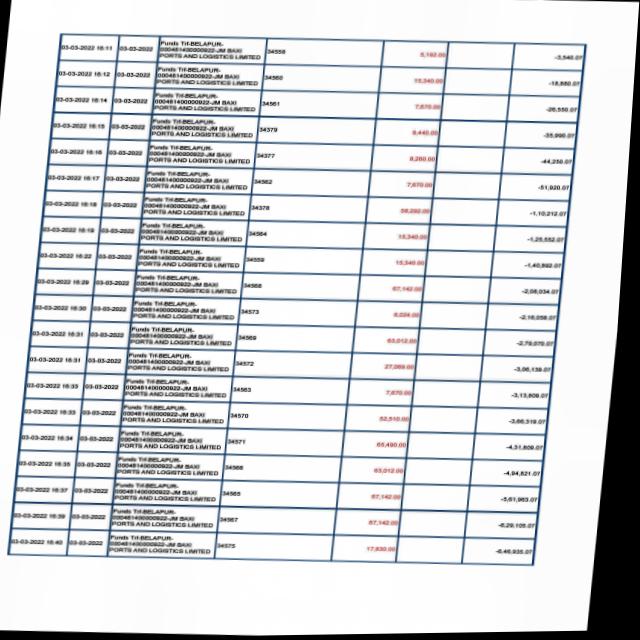 Funds Trf-BELAPUR-
03-03-2022 16:11 03-03-2022 000481400000922-JM BAXI 34558 5,192.00 -3,540.07
PORTS AND LOGISTICS LIMITED
Funds Trf-BELAPUR-
03-03-2022 16:12 03-03-2022 000481400000922-JM BAXI 34560 15,340.00 -18,880.07
PORTS AND LOGISTICS LIMITED
Funds Trf-BELAPUR-
03-03-2022 16:14 03-03-2022 000481400000922-JM BAXI 34561 7,670.00 -26,550.07
PORTS AND LOGISTICS LIMITED
Funds Trf-BELAPUR-
03-03-2022 16:15 03-03-2022 000481400000922-JM BAXI 34379 9,440.00 -35,990.07
PORTS AND LOGISTICS LIMITED
Funds Trf-BELAPUR-
03-03-2022 16:16 03-03-2022 000481400000922-JM BAXI 34377 8,260.00 -44,250.07
PORTS AND LOGISTICS LIMITED
Funds Trf-BELAPUR-
03-03-2022 16:17 03-03-2022 000481400000922-JM BAXI 34562 7,670.00 -51,920.07
PORTS AND LOGISTICS LIMITED
Funds Trf-BELAPUR-
03-03-2022 16:18 03-03-2022 000481400000922-JM BAXI 34378 58,292.00 -1,10,212.07
PORTS AND LOGISTICS LIMITED
Funds Trf-BELAPUR-
03-03-2022 16:19 03-03-2022 000481400000922-JM BAXI 34564 15,340.00 -1,25,552.07
PORTS AND LOGISTICS LIMITED
Funds Trf-BELAPUR-
03-03-2022 16:22 03-03-2022 000481400000922-JM BAXI 34559 15,340.00 -1,40,892.07
PORTS AND LOGISTICS LIMITED
Funds Trf-BELAPUR-
03-03-2022 16:29 03-03-2022 000481400000922-JM BAXI 34568 67,142.00 -2,08,034.07
PORTS AND LOGISTICS LIMITED
Funds Trf-BELAPUR-
03-03-2022 16:30 03-03-2022 000481400000922-JM BAXI 34573 8,024.00 -2,16,058.07
PORTS AND LOGISTICS LIMITED
Funds Trf-BELAPUR-
03-03-2022 16:31 03-03-2022 000481400000922-JM BAXI 34569 63,012.00 -2,79,070.07
PORTS AND LOGISTICS LIMITED
Funds Trf-BELAPUR-
03-03-2022 16:31 03-03-2022 000481400000922-JM BAXI 34572 27,069.00 -3,06,139.07
PORTS AND LOGISTICS LIMITED
Funds Trf-BELAPUR-
03-03-2022 16:33 03-03-2022 000481400000922-JM BAXI 34563 7,670.00 -3,13,809.07
PORTS AND LOGISTICS LIMITED
Funds Trf-BELAPUR-
03-03-2022 16:33 03-03-2022 000481400000922-JM BAXI 34570 52,510.00 -3,66,319.07
PORTS AND LOGISTICS LIMITED
Funds Trf-BELAPUR-
03-03-2022 16:34 03-03-2022 000481400000922-JM BAXI 34571 65,490.00 -4,31,809.07
PORTS AND LOGISTICS LIMITED
Funds Trf-BELAPUR-
03-03-2022 16:35 03-03-2022 000481400000922-JM BAXI 34566 63,012.00 -4,94,821.07
PORTS AND LOGISTICS LIMITED
Funds Trf-BELAPUR-
03-03-2022 16:37 03-03-2022 000481400000922-JM BAXI 34565 67,142.00 -5,61,963.07
PORTS AND LOGISTICS LIMITED
Funds Trf-BELAPUR-
03-03-2022 16:39 03-03-2022 000481400000922-JM BAXI 34567 67,142.00 -6,29,105.07
PORTS AND LOGISTICS LIMITED
Funds Trf-BELAPUR-
03-03-2022 16:40 03-03-2022 000481400000922-JM BAXI 34575 17,830.00 -6,46,935.07
PORTS AND LOGISTICS LIMITED